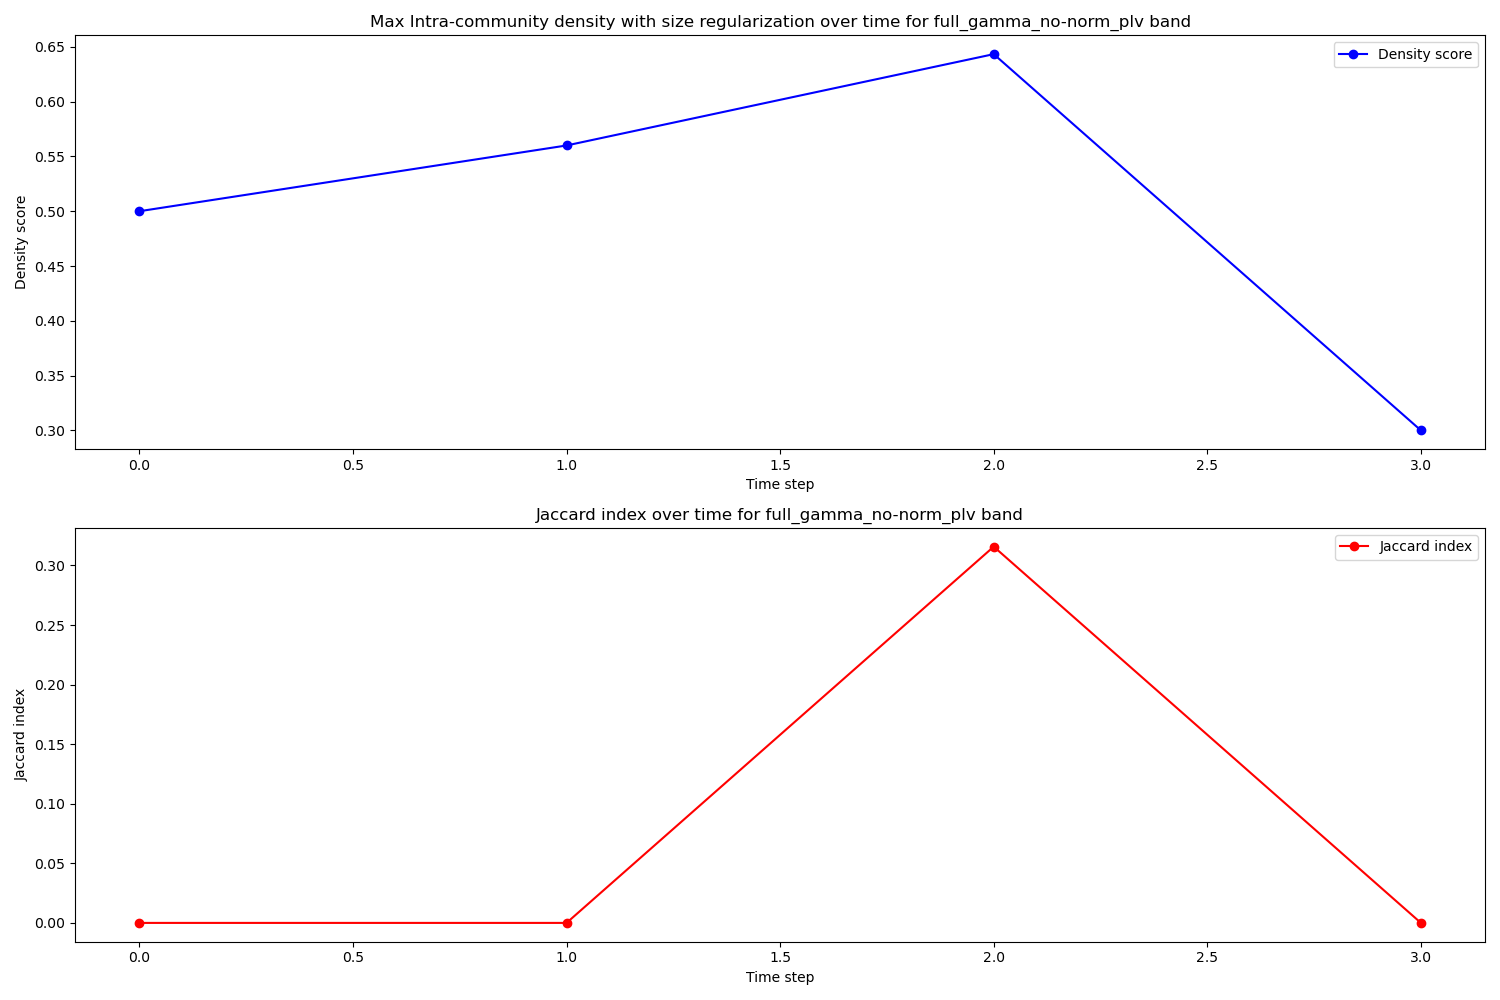 Max Intra-community density with size regularization over time for full_gamma_no-norm_plv band
0.65
0.60
0.55
0.50
0.45
0.40
0.35
0.30
Density score
Density score
0.0 0.5 1.0 1.5 2.0 2.5 3.0
Time step
Jaccard index over time for full_gamma_no-norm_plv band
0.30
0.25
0.20
0.15
0.10
0.05
0.00
Jaccard index
Jaccard index
0.0 0.5 1.0 1.5 2.0 2.5 3.0
Time step